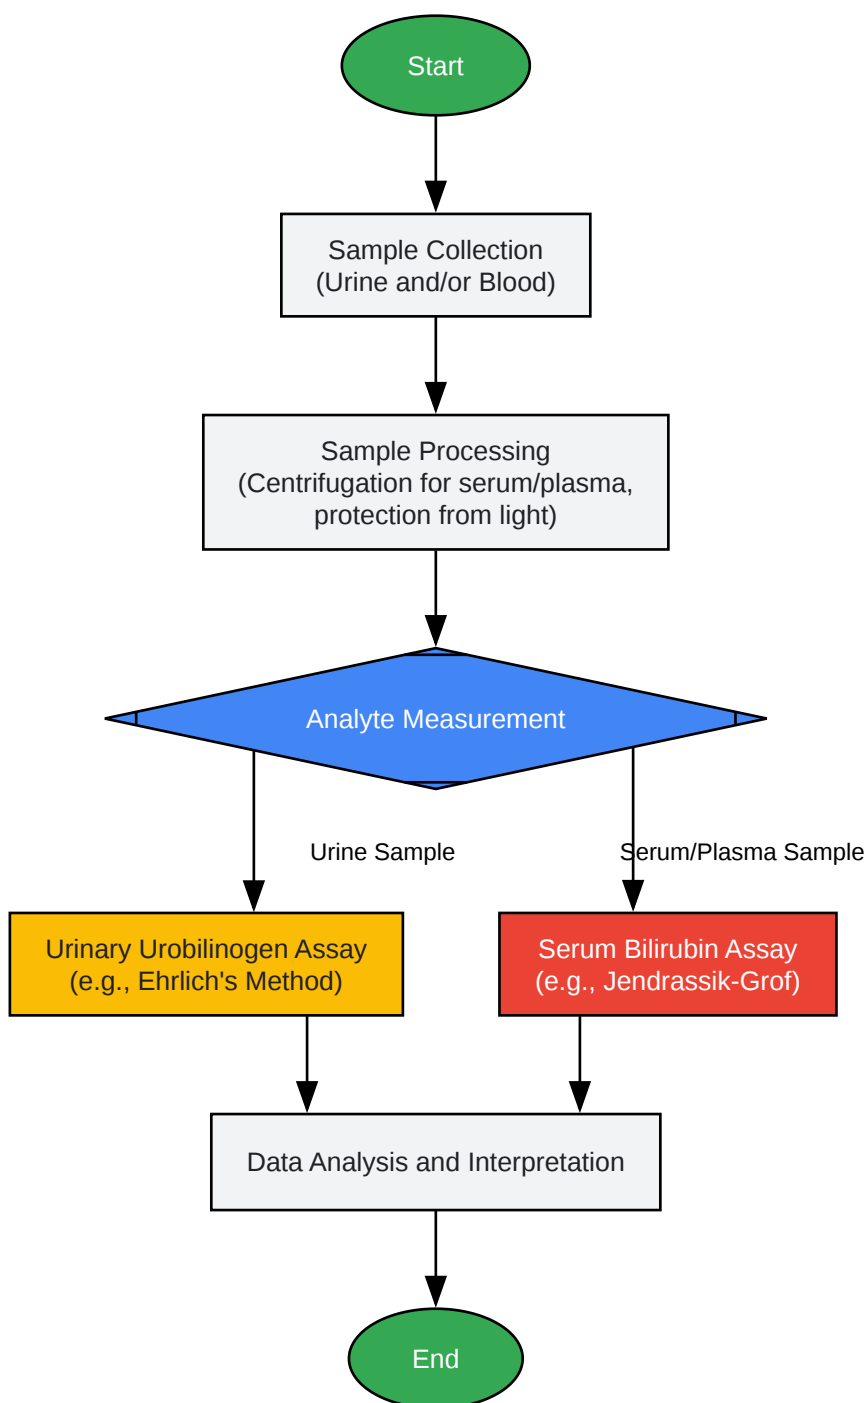 Start
Sample Collection
(Urine and/or Blood)
Sample Processing
(Centrifugation for serum/plasma,
protection from light)
Analyte Measurement
Urine Sample
Serum/Plasma Sample
Urinary Urobilinogen Assay
(e.g., Ehrlich's Method)
Serum Bilirubin Assay
(e.g., Jendrassik-Grof)
Data Analysis and Interpretation
End